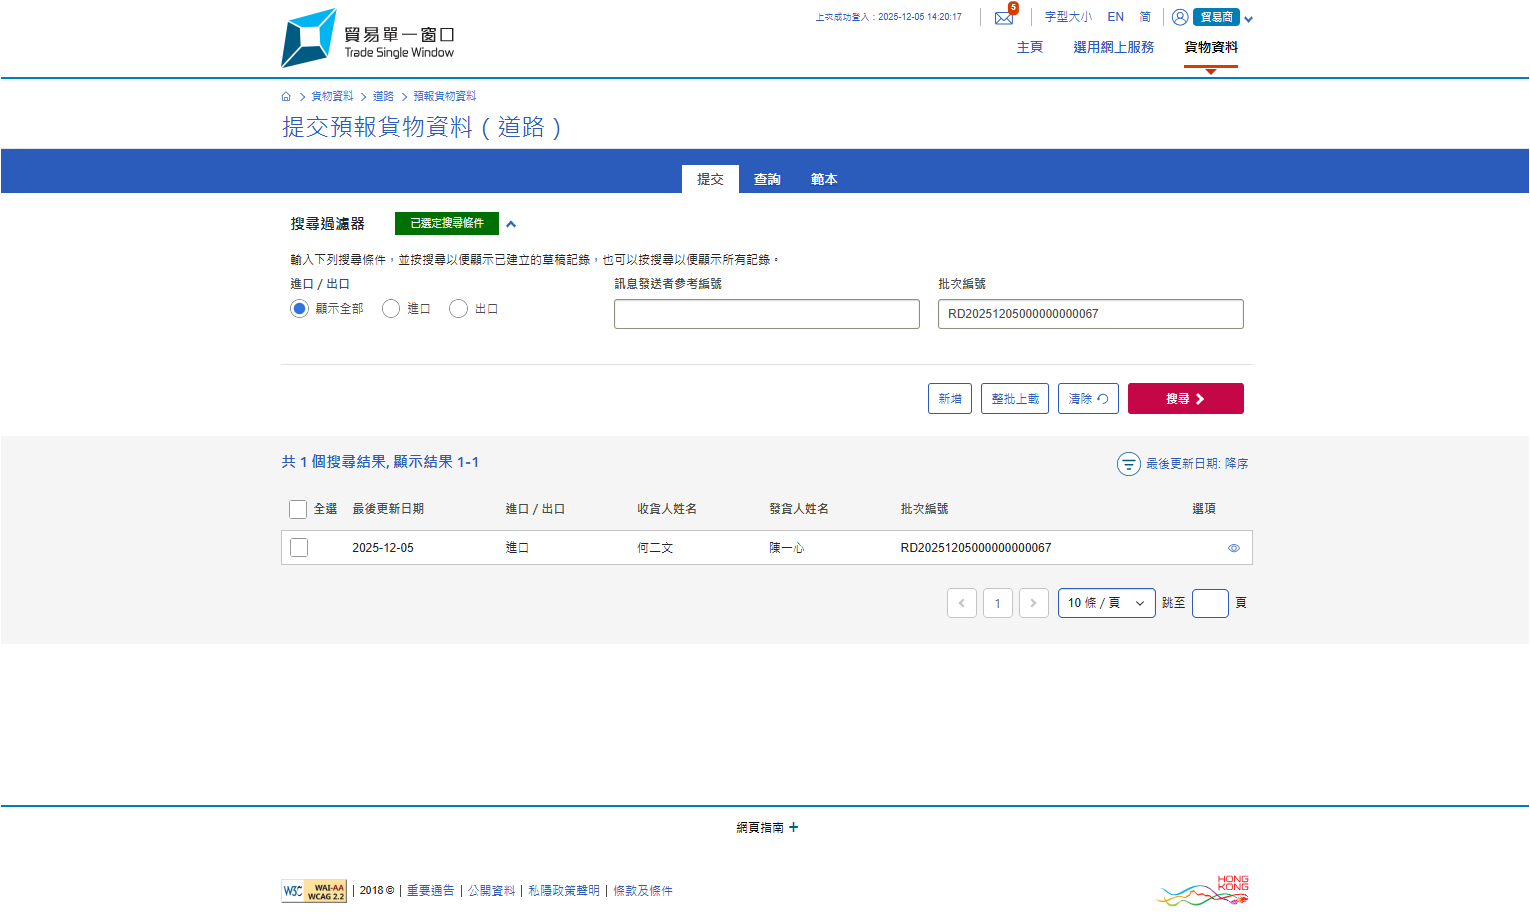 貿易單一窗口
Trade Single Window
上次成功登入：2025-12-05 14:20:17
5
字型大小 EN 简
貿易商
主頁 選用網上服務 貨物資料
貨物資料 > 道路 > 預報貨物資料
提交預報貨物資料 ( 道路 )
提交 查詢 範本
搜尋過濾器 已選定搜尋條件
輸入下列搜尋條件，並按搜尋以便顯示已建立的草稿記錄，也可以按搜尋以便顯示所有記錄。
進口 / 出口 訊息發送者參考編號 批次編號
顯示全部 進口 出口 RD20251205000000000067
新增 整批上載 清除 搜尋
共 1 個搜尋結果, 顯示結果 1-1
最後更新日期: 降序
全選 最後更新日期 進口 / 出口 收貨人姓名 發貨人姓名 批次編號 選項
2025-12-05 進口 何二文 陳一心 RD20251205000000000067
1 10 條 / 頁 跳至 頁
網頁指南 +
W3C WAI-AA WCAG 2.2 | 2018 © | 重要通告 | 公開資料 | 私隱政策聲明 | 條款及條件
HONG KONG